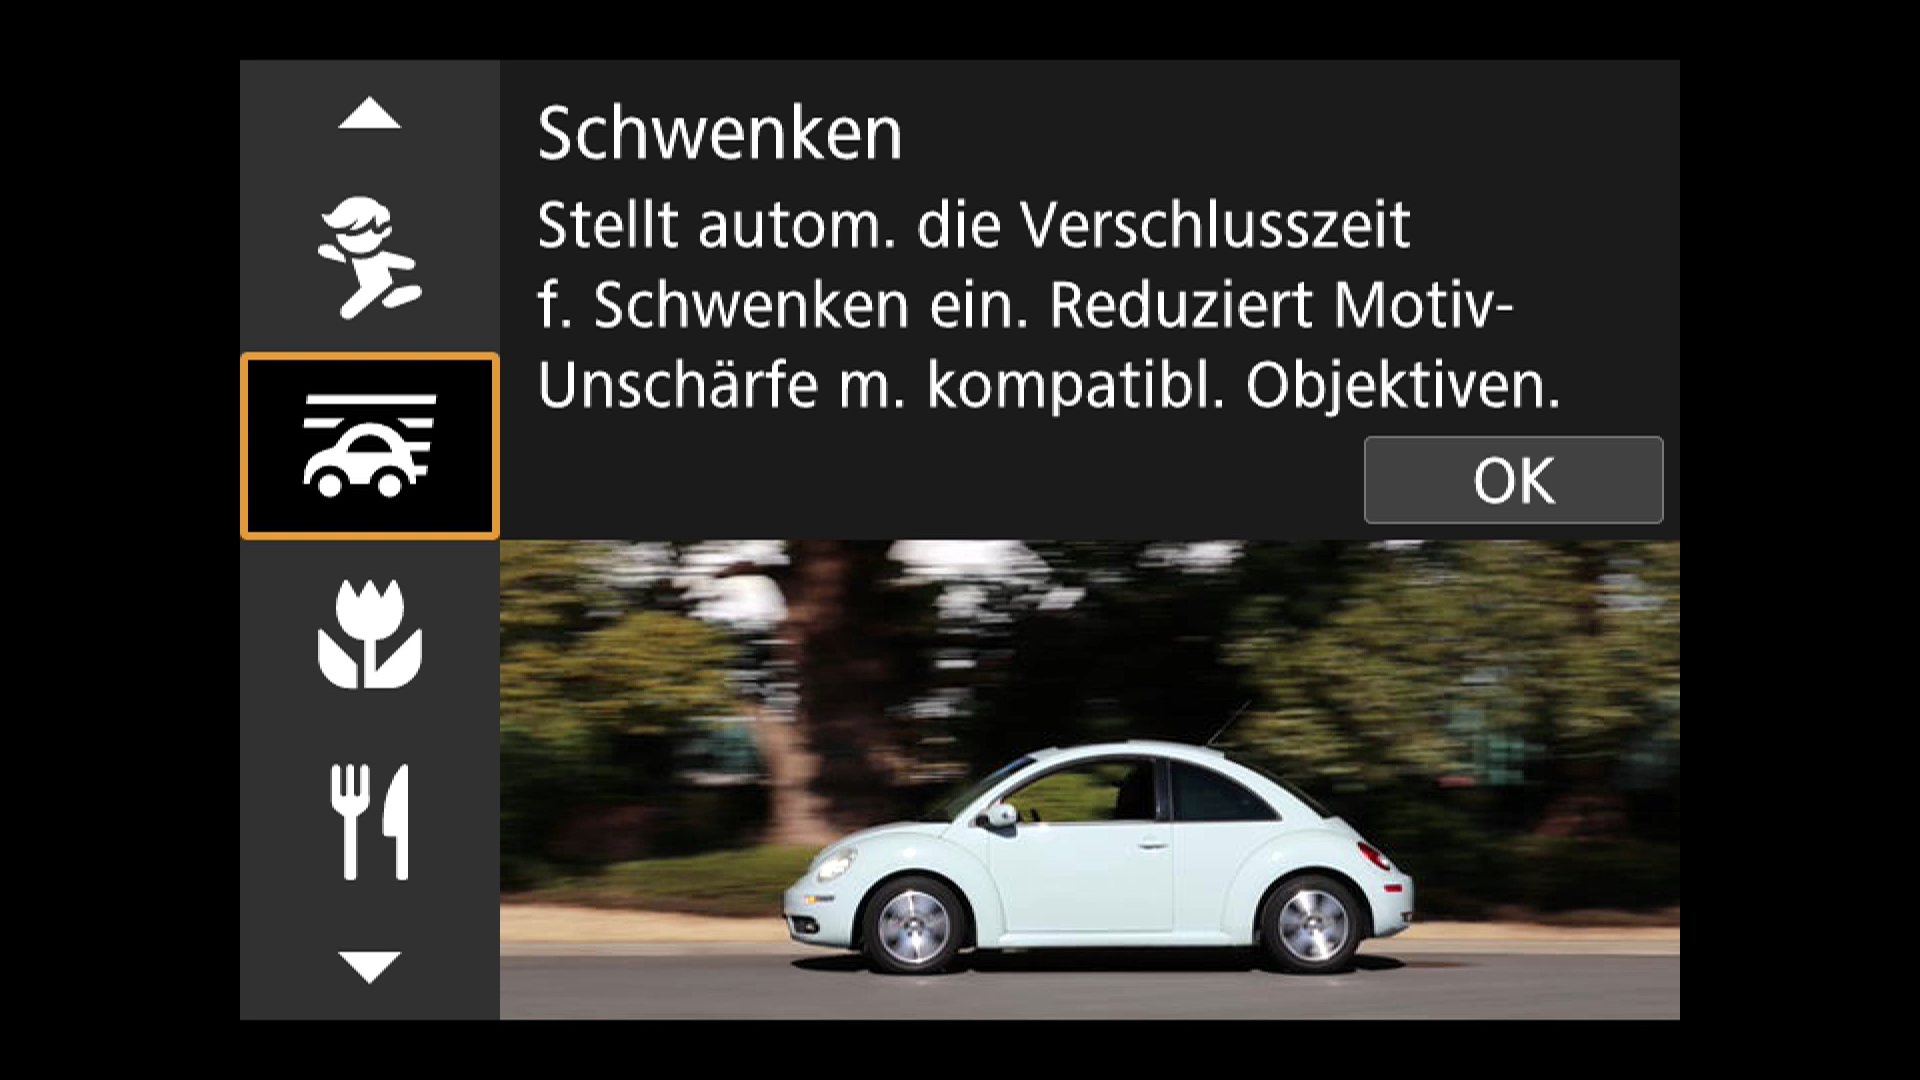 Schwenken
Stellt autom. die Verschlusszeit
f. Schwenken ein. Reduziert Motiv-
Unschärfe m. kompatibl. Objektiven.
OK